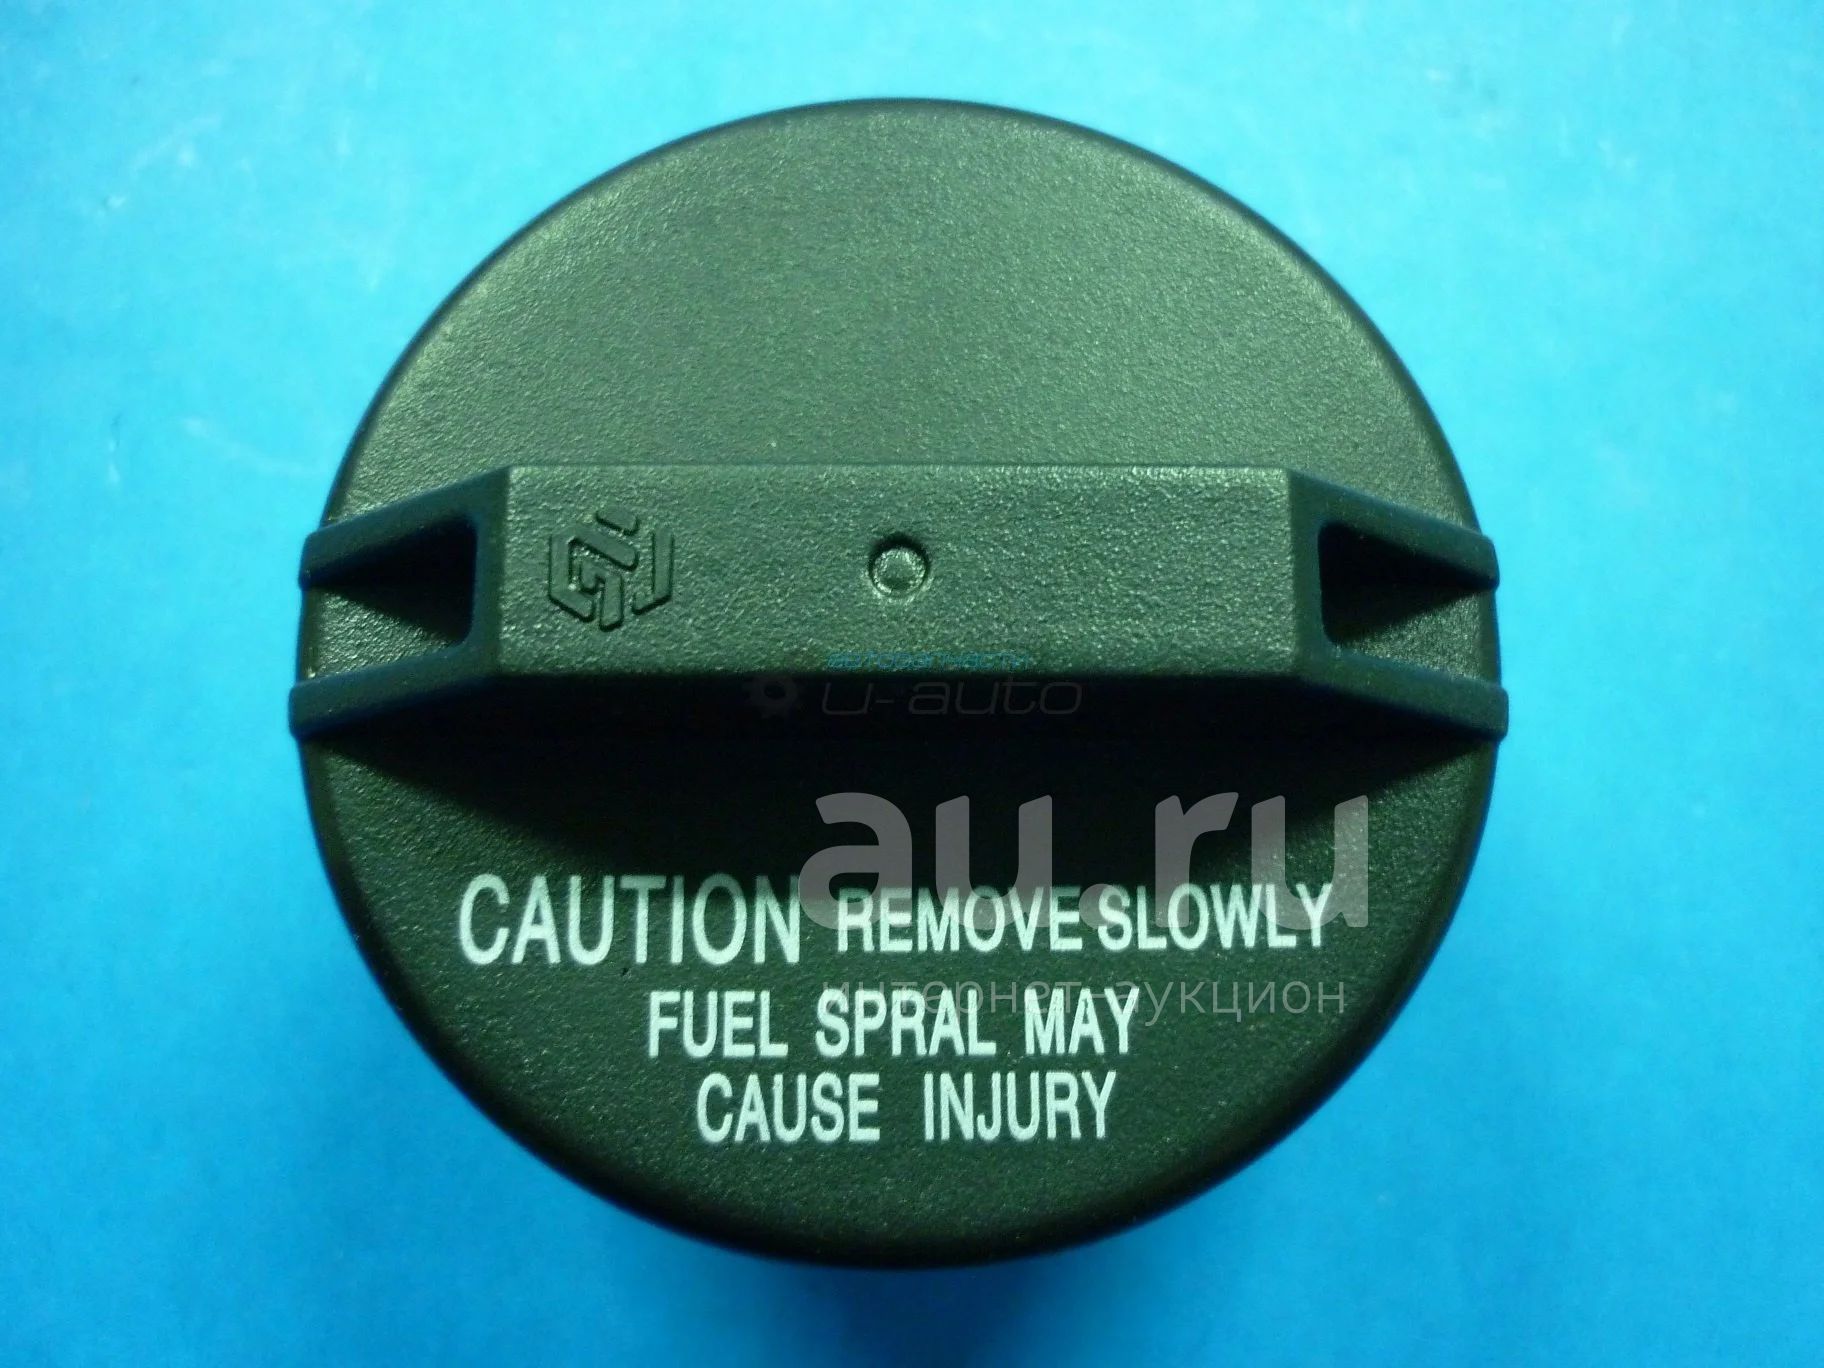 автозапчасти
u-auto
au.ru
CAUTION REMOVE SLOWLY
интернет-аукцион
FUEL SPRAL MAY
CAUSE INJURY